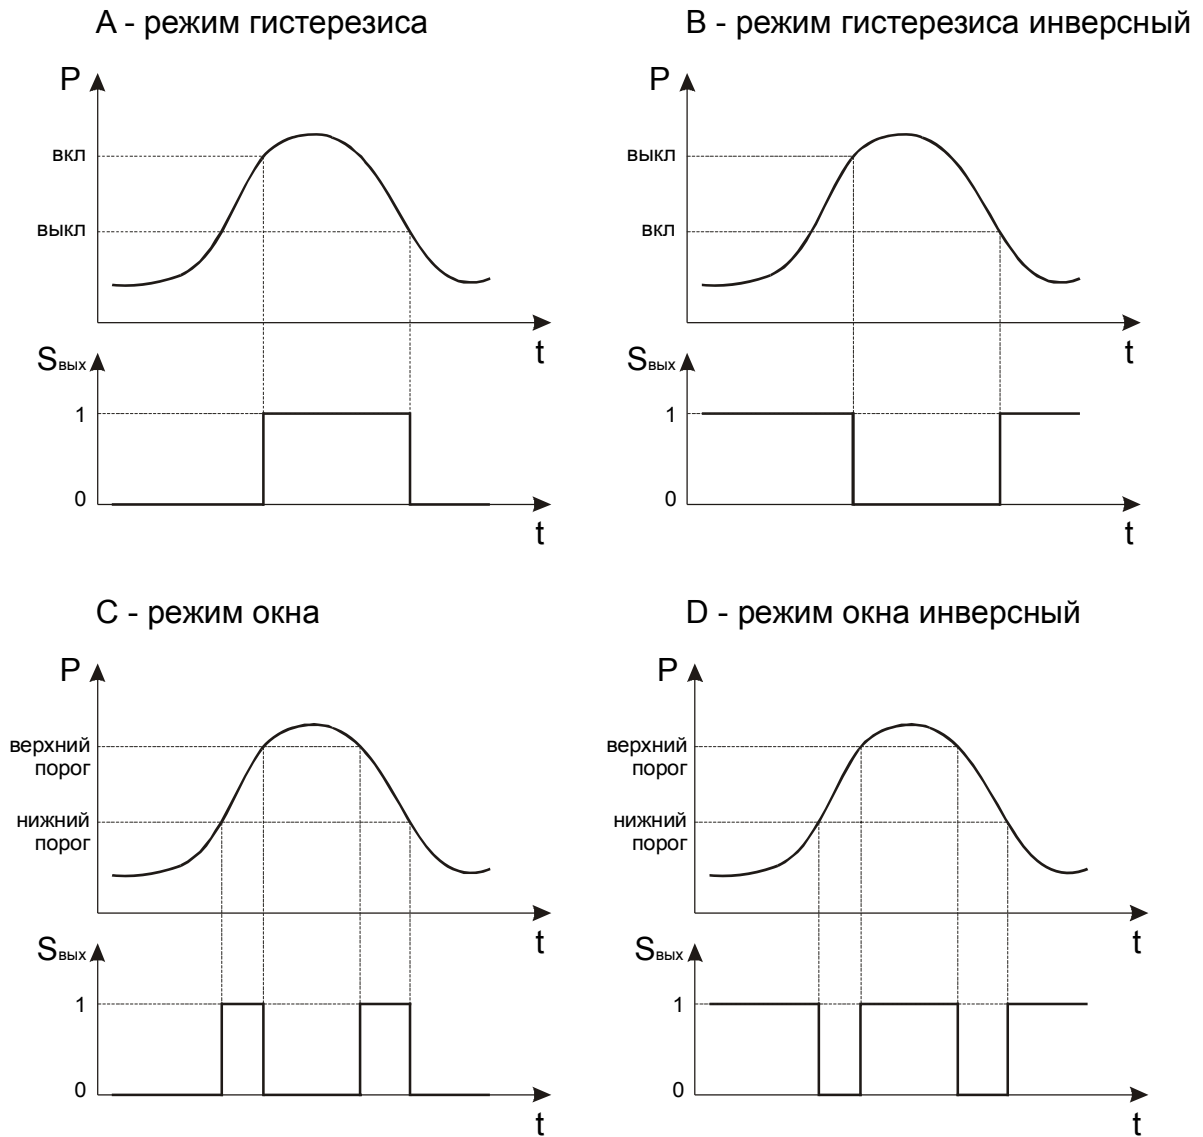 A - режим гистерезиса
P
вкл
выкл
t
Sвых
1
0
t
B - режим гистерезиса инверсный
P
выкл
вкл
t
Sвых
1
0
t
C - режим окна
P
верхний
порог
нижний
порог
t
Sвых
1
0
t
D - режим окна инверсный
P
верхний
порог
нижний
порог
t
Sвых
1
0
t